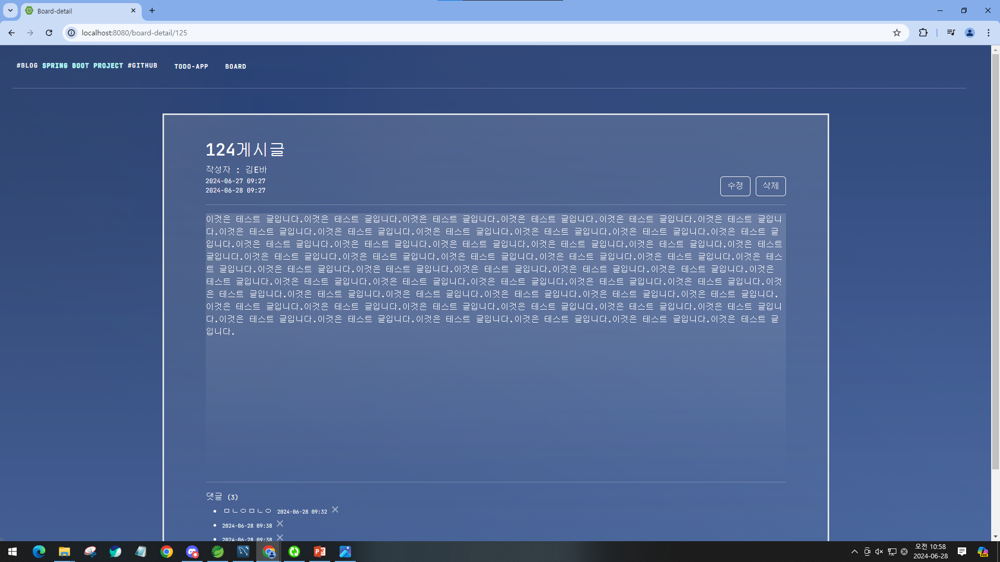 Board-detail
localhost:8080/board-detail/125
#BLOG SPRING BOOT PROJECT #GITHUB TODO-APP BOARD
124게시글
작성자 : 김E바
2024-06-27 09:27
2024-06-28 09:27
수정 삭제
이것은 테스트 글입니다.이것은 테스트 글입니다.이것은 테스트 글입니다.이것은 테스트 글입니다.이것은 테스트 글입니다.이것은 테스트 글입니
다.이것은 테스트 글입니다.이것은 테스트 글입니다.이것은 테스트 글입니다.이것은 테스트 글입니다.이것은 테스트 글입니다.이것은 테스트 글
입니다.이것은 테스트 글입니다.이것은 테스트 글입니다.이것은 테스트 글입니다.이것은 테스트 글입니다.이것은 테스트 글입니다.이것은 테스트
글입니다.이것은 테스트 글입니다.이것은 테스트 글입니다.이것은 테스트 글입니다.이것은 테스트 글입니다.이것은 테스트 글입니다.이것은 테스
트 글입니다.이것은 테스트 글입니다.이것은 테스트 글입니다.이것은 테스트 글입니다.이것은 테스트 글입니다.이것은 테스트 글입니다.이것은
테스트 글입니다.이것은 테스트 글입니다.이것은 테스트 글입니다.이것은 테스트 글입니다.이것은 테스트 글입니다.이것은 테스트 글입니다.이것
은 테스트 글입니다.이것은 테스트 글입니다.이것은 테스트 글입니다.이것은 테스트 글입니다.이것은 테스트 글입니다.이것은 테스트 글입니다.
이것은 테스트 글입니다.이것은 테스트 글입니다.이것은 테스트 글입니다.이것은 테스트 글입니다.이것은 테스트 글입니다.이것은 테스트 글입니
다.이것은 테스트 글입니다.이것은 테스트 글입니다.이것은 테스트 글입니다.이것은 테스트 글입니다.이것은 테스트 글입니다.이것은 테스트 글
입니다.
댓글 (3)
ㅁㄴㅇㅁㄴㅇ 2024-06-28 09:32
2024-06-28 09:38
2024-06-28 09:38
오전 10:58
2024-06-28